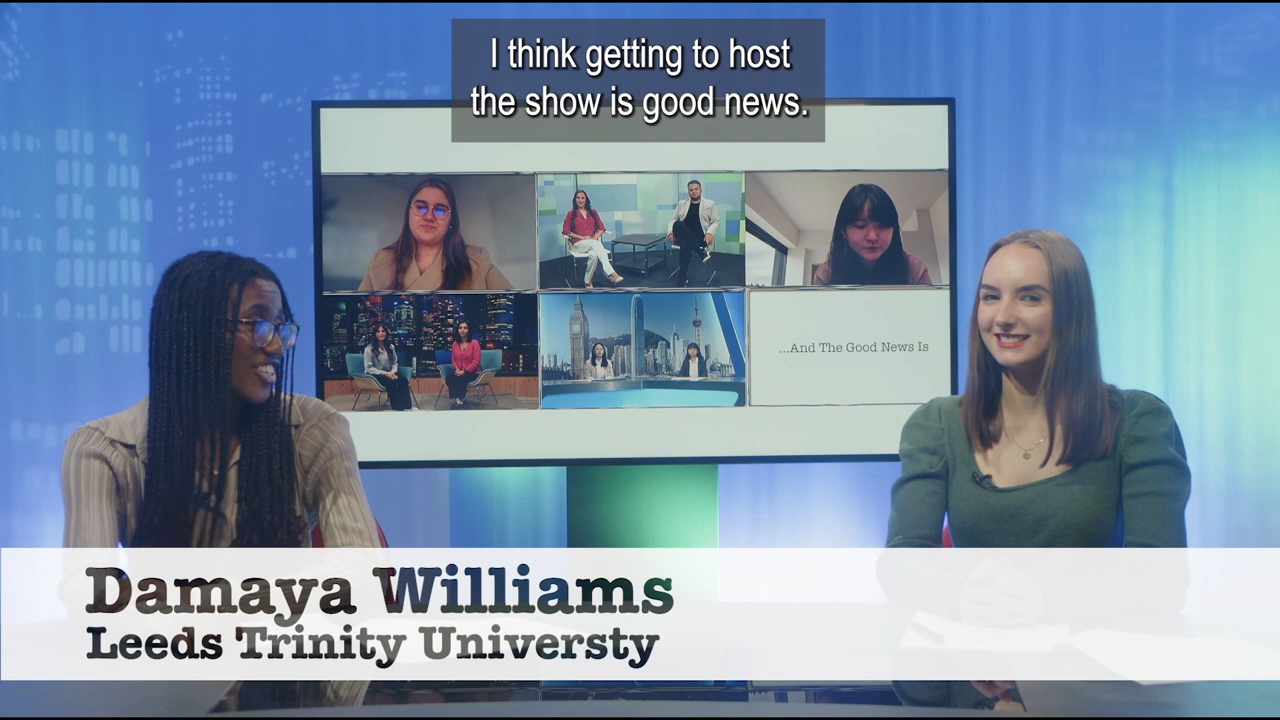 I think getting to host
the show is good news.
...And The Good News Is
Damaya Williams
Leeds Trinity Universty